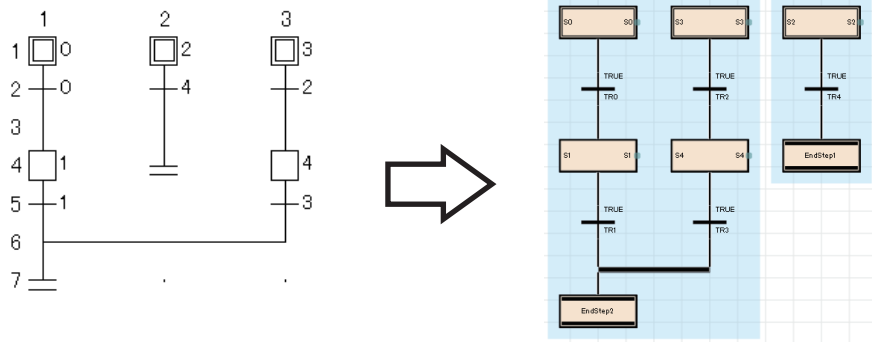 1 2 3
1 0 2 3
2 0 4 2
3
4 1 4
5 1 3
6
7
S0 S0 S3 S3 S2 S2
TRUE TRUE TRUE
TR0 TR2 TR4
S1 S1 S4 S4 EndStep1
TRUE TRUE
TR1 TR3
EndStep2